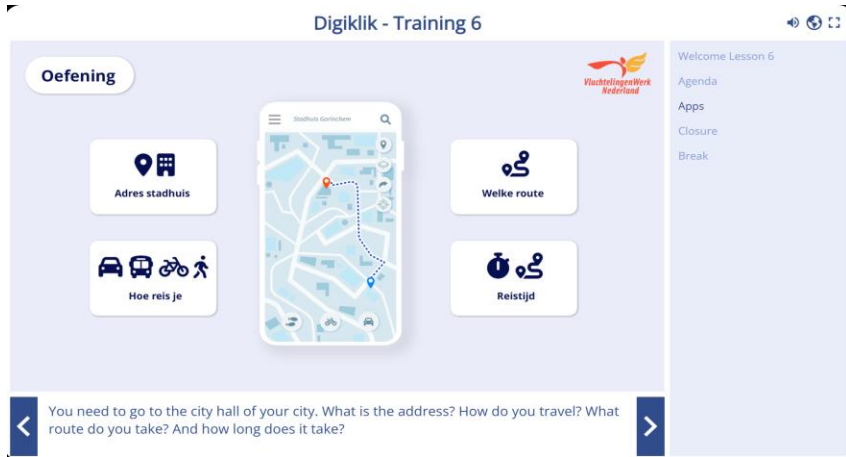 Digiklik - Training 6
Oefening
VluchtelingenWerk
Nederland
Stadhuis Gorinchem
Adres stadhuis
Welke route
Hoe reis je
Reistijd
You need to go to the city hall of your city. What is the address? How do you travel? What
route do you take? And how long does it take?
Welcome Lesson 6
Agenda
Apps
Closure
Break